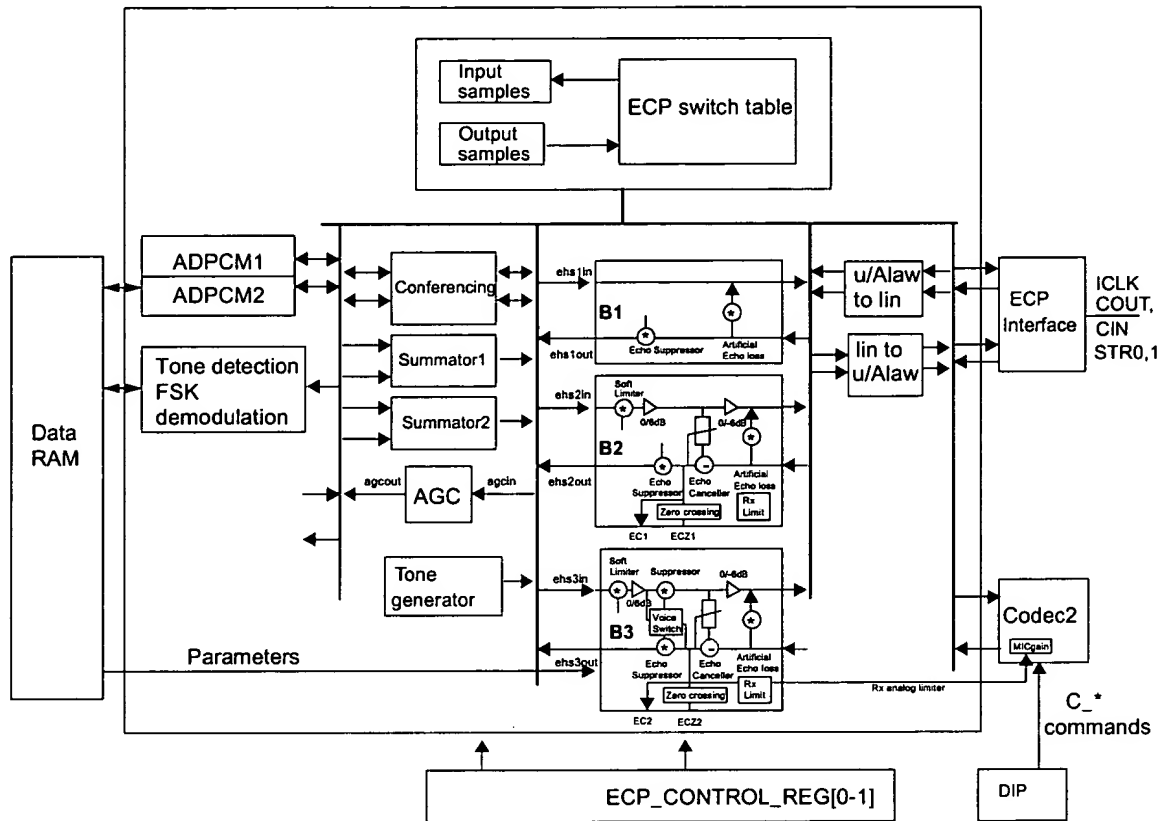 Input
samples
ECP switch table
Output
samples
ADPCM1
ADPCM2
Conferencing
ehs1in
B1
Echo Suppressor
Artificial
Echo loss
ehs1out
u/Alaw
to lin
ECP
Interface
ICLK
COUT,
CIN
STR0,1
Tone detection
FSK
demodulation
Summator1
Summator2
lin to
u/Alaw
Data
RAM
ehs2in
Soft
Limiter
0/6dB
0/-6dB
B2
ehs2out
Echo
Suppressor
Echo
Canceller
Artificial
Echo loss
Zero crossing
Rx
Limit
EC1
ECZ1
agcout
AGC
agcin
Tone
generator
ehs3in
Soft
Limiter
Suppressor
0/6dB
0/-6dB
Voice
Switch
B3
ehs3out
Echo
Suppressor
Echo
Canceller
Artificial
Echo loss
Zero crossing
Rx
Limit
EC2
ECZ2
Parameters
Codec2
MICgain
Rx analog limiter
C_*
commands
ECP_CONTROL_REG[0-1]
DIP